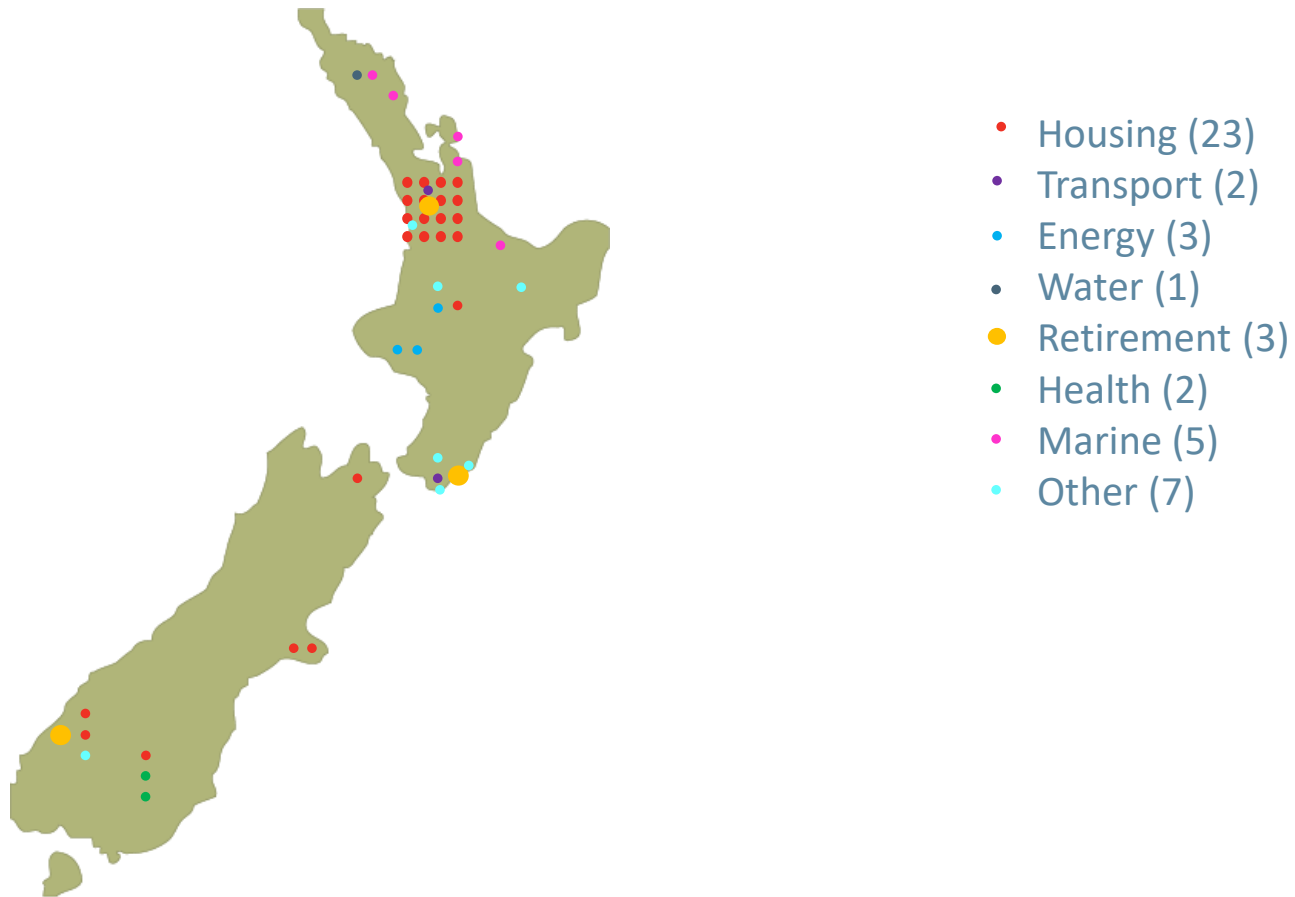 Housing (23)
Transport (2)
Energy (3)
Water (1)
Retirement (3)
Health (2)
Marine (5)
Other (7)